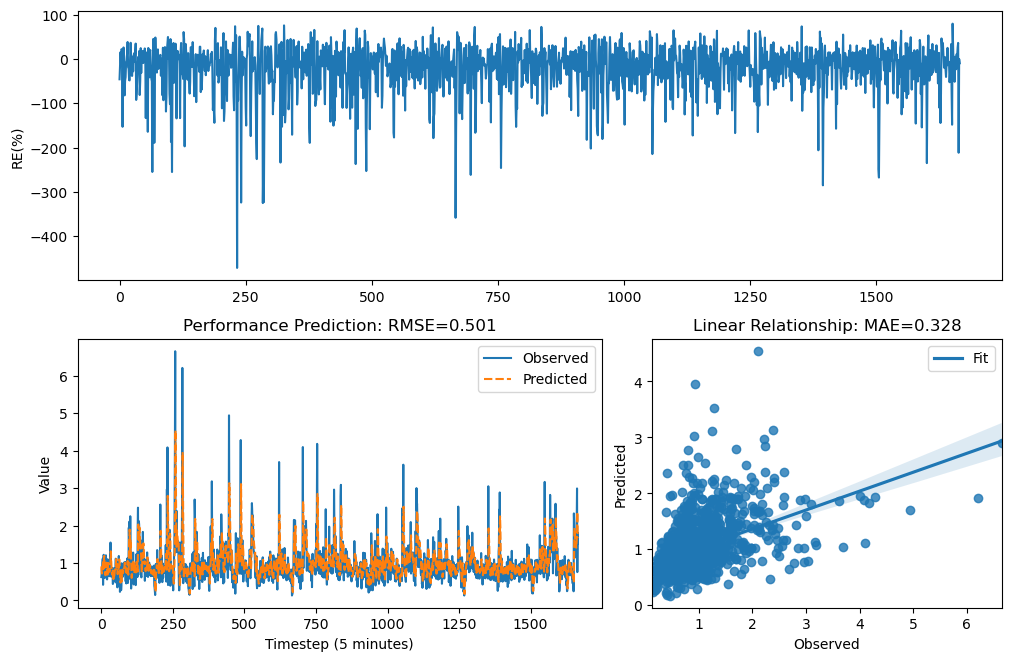 100
0
−100
−200
−300
−400
RE(%)
0 250 500 750 1000 1250 1500
Performance Prediction: RMSE=0.501
Observed
Predicted
6
5
4
3
2
1
0
Value
0 250 500 750 1000 1250 1500
Timestep (5 minutes)
Linear Relationship: MAE=0.328
Fit
4
3
2
1
0
Predicted
1 2 3 4 5 6
Observed